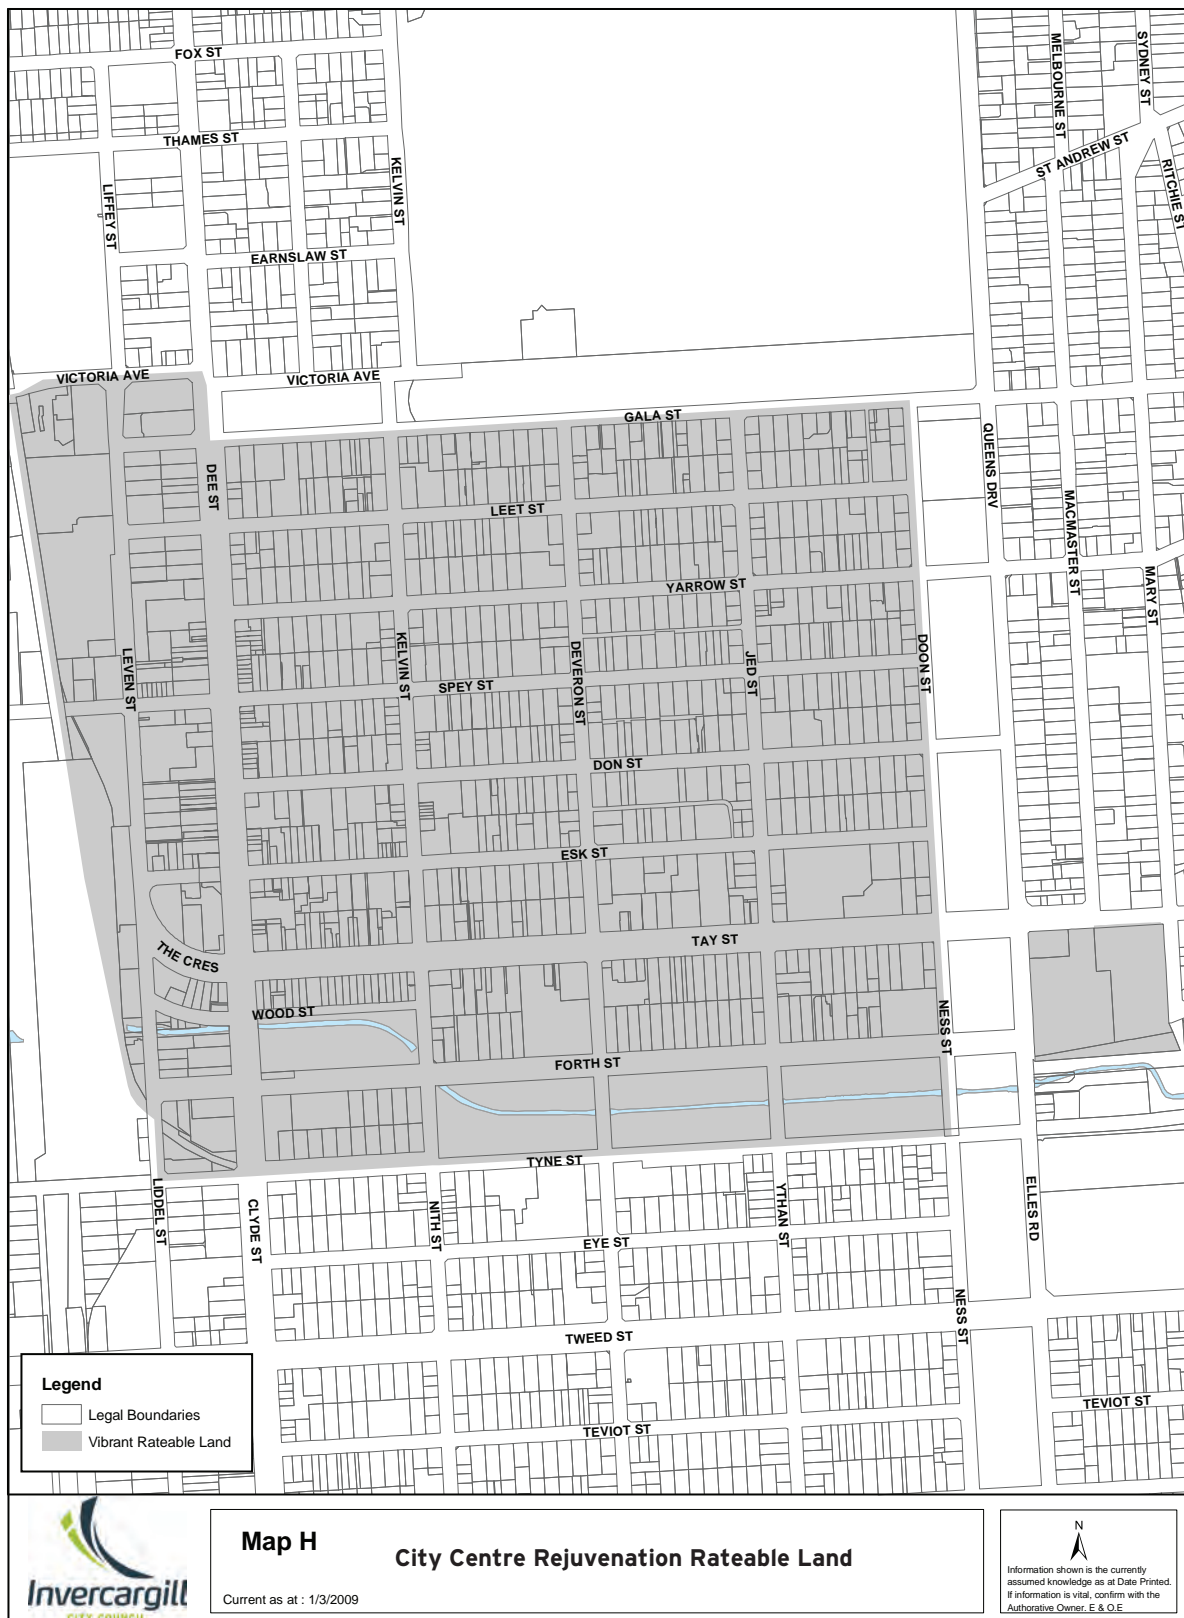 FOX ST
MELBOURNE ST
SYDNEY ST
THAMES ST
ST ANDREW ST
KELVIN ST
LIFFEY ST
RITCHIE ST
EARNSLAW ST
VICTORIA AVE
VICTORIA AVE
GALA ST
QUEENS DRV
DEE ST
LEET ST
MACMASTER ST
YARROW ST
MARY ST
LEVEN ST
KELVIN ST
DEVERON ST
JED ST
DOON ST
SPEY ST
DON ST
ESK ST
TAY ST
THE CRES
WOOD ST
NESS ST
FORTH ST
TYNE ST
LIDDEL ST
CLYDE ST
NITH ST
YTHAN ST
ELLES RD
EYE ST
NESS ST
TWEED ST
TEVIOT ST
TEVIOT ST
Legend
Legal Boundaries
Vibrant Rateable Land
Invercargill
CITY COUNCIL
Map H
City Centre Rejuvenation Rateable Land
Current as at : 1/3/2009
N
Information shown is the currently
assumed knowledge as at Date Printed.
If information is vital, confirm with the
Authorative Owner. E & O.E